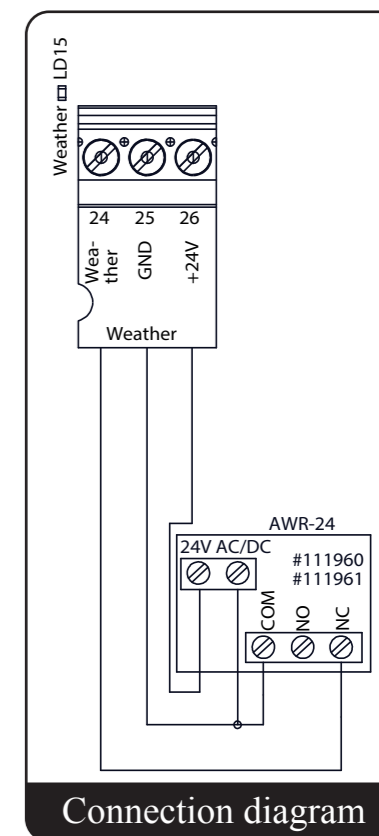 Weather LD15
24 25 26
Wea-
ther
GND
+24V
Weather
AWR-24
24V AC/DC
#111960
#111961
COM
NO
NC
Connection diagram